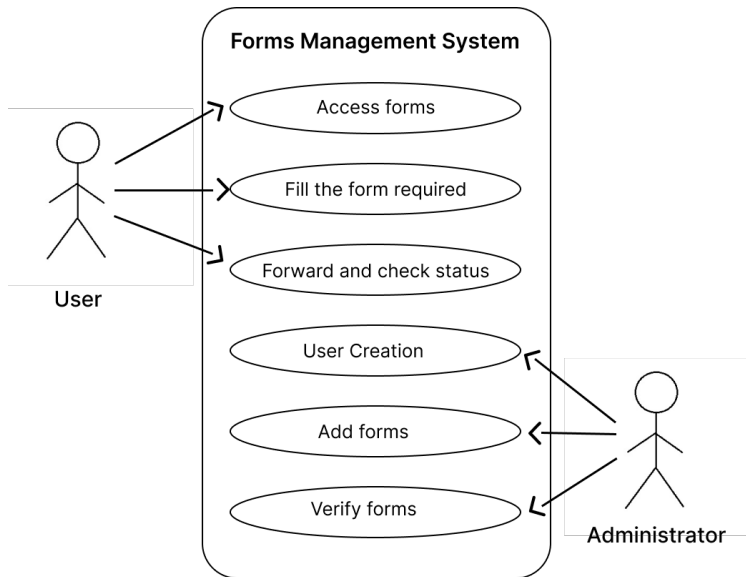 Forms Management System
Access forms
Fill the form required
Forward and check status
User
User Creation
Add forms
Verify forms
Administrator